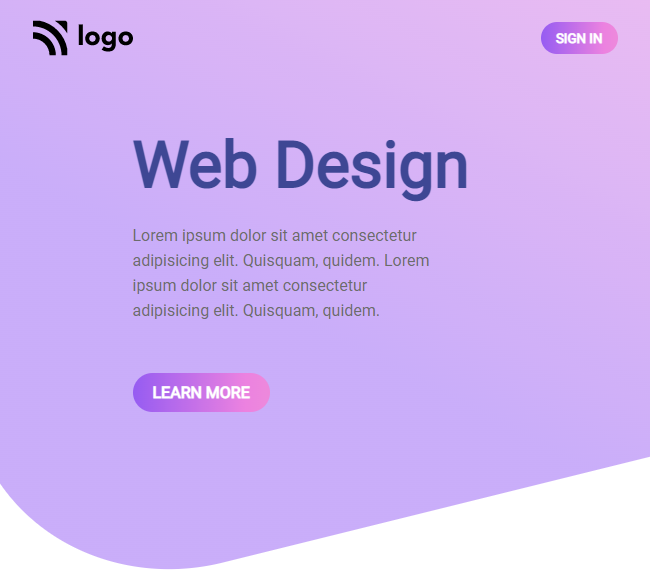 logo
SIGN IN
Web Design
Lorem ipsum dolor sit amet consectetur
adipisicing elit. Quisquam, quidem. Lorem
ipsum dolor sit amet consectetur
adipisicing elit. Quisquam, quidem.
LEARN MORE